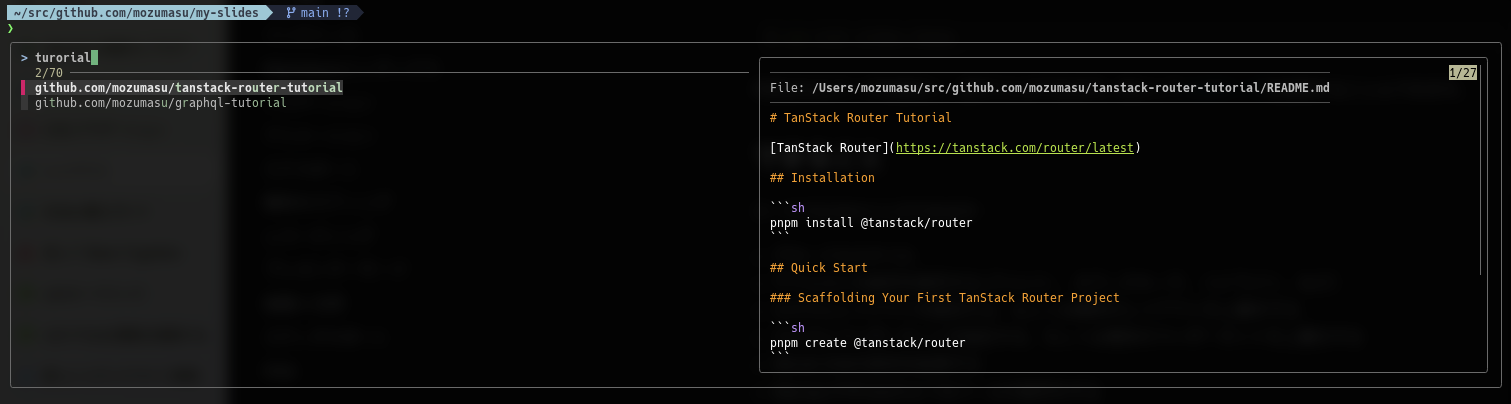 ~/src/github.com/mozumasu/my-slides main !?
❯
> turorial
2/70
github.com/mozumasu/tanstack-router-tutorial
github.com/mozumasu/graphql-tutorial
1/27
File: /Users/mozumasu/src/github.com/mozumasu/tanstack-router-tutorial/README.md
# TanStack Router Tutorial
[TanStack Router](https://tanstack.com/router/latest)
## Installation
```sh
pnpm install @tanstack/router
```
## Quick Start
### Scaffolding Your First TanStack Router Project
```sh
pnpm create @tanstack/router
```